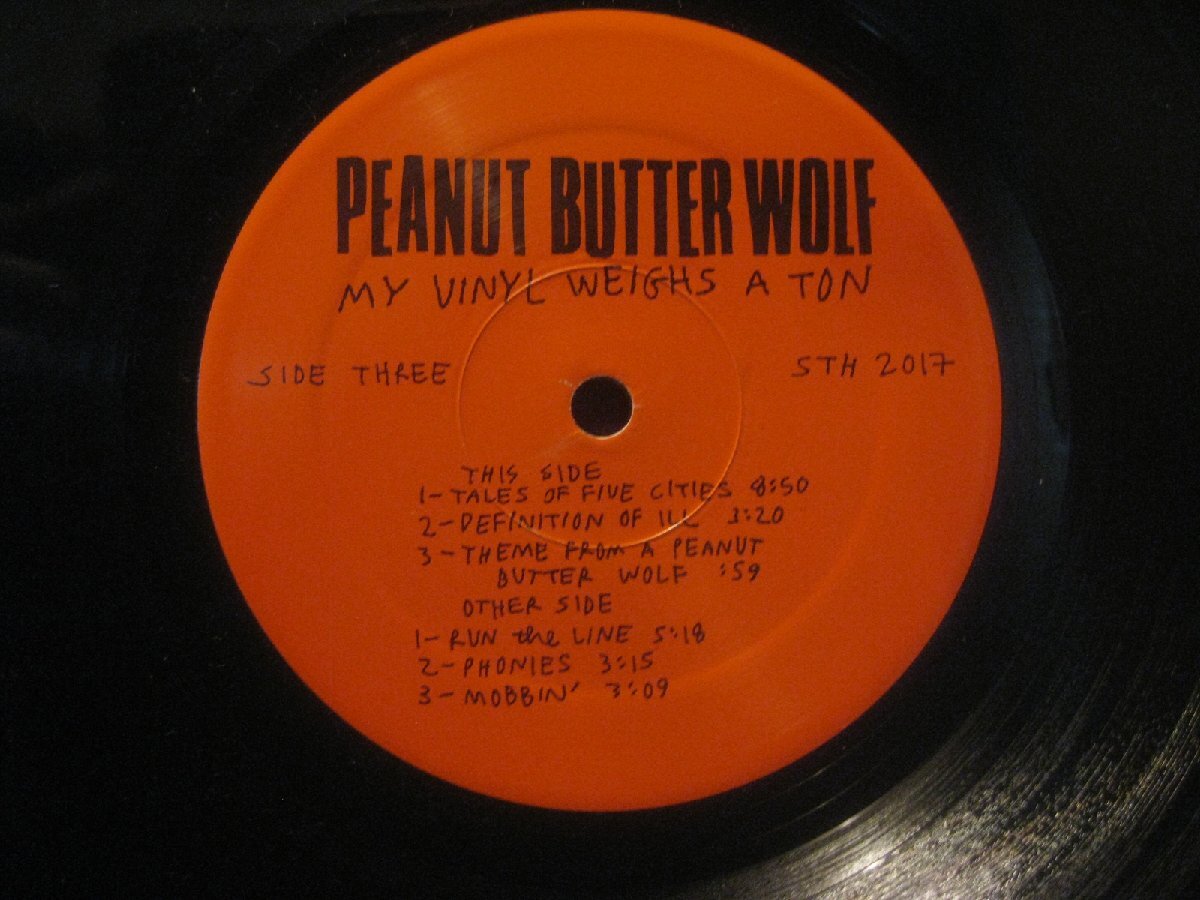 PEANUT BUTTER WOLF
MY VINYL WEIGHS A TON
SIDE THREE STH 2017
THIS SIDE
1-TALES OF FIVE CITIES 8:50
2-DEFINITION OF ILL 3:20
3-THEME FROM A PEANUT
BUTTER WOLF :59
OTHER SIDE
1-RUN the LINE 5:18
2-PHONIES 3:15
3-MOBBIN' 3:09